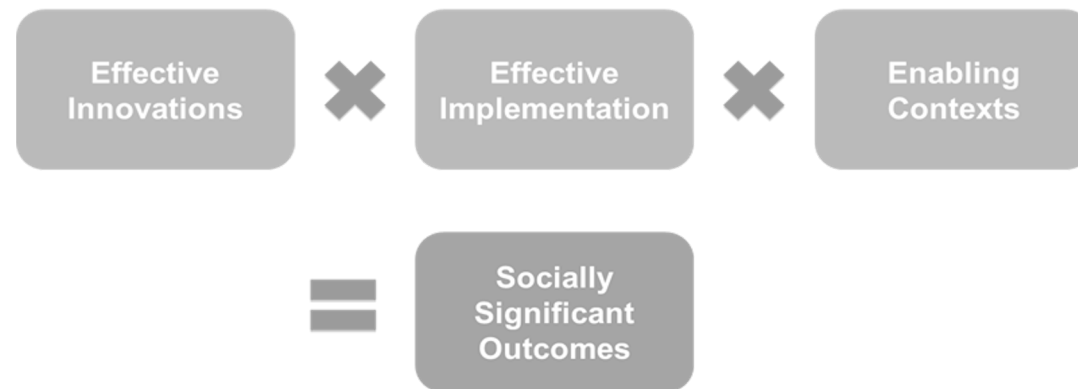 Effective
Innovations
Effective
Implementation
Enabling
Contexts
Socially
Significant
Outcomes